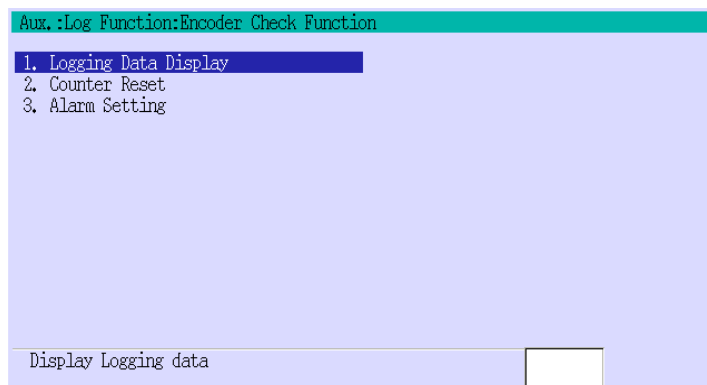 Aux.:Log Function:Encoder Check Function
1. Logging Data Display
2. Counter Reset
3. Alarm Setting
Display Logging data